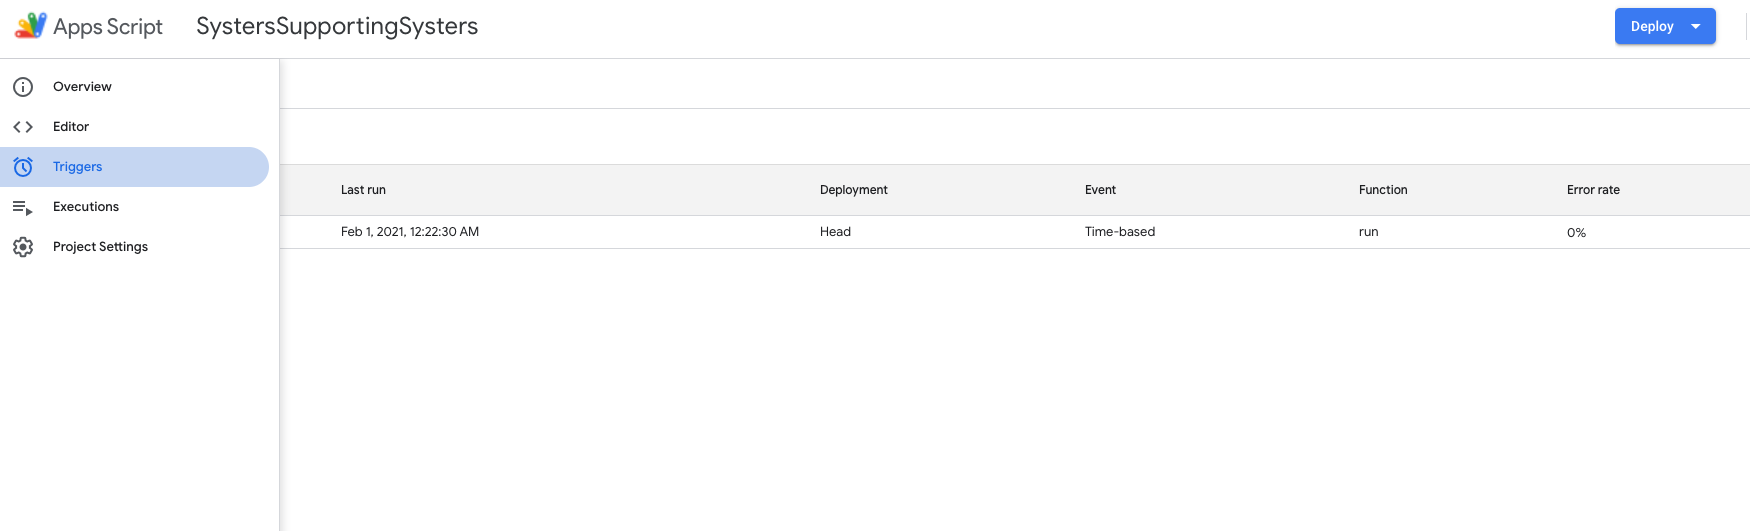 Apps Script SystersSupportingSysters Deploy
Overview
Editor
Triggers
Executions
Project Settings
Last run Deployment Event Function Error rate
Feb 1, 2021, 12:22:30 AM Head Time-based run 0%